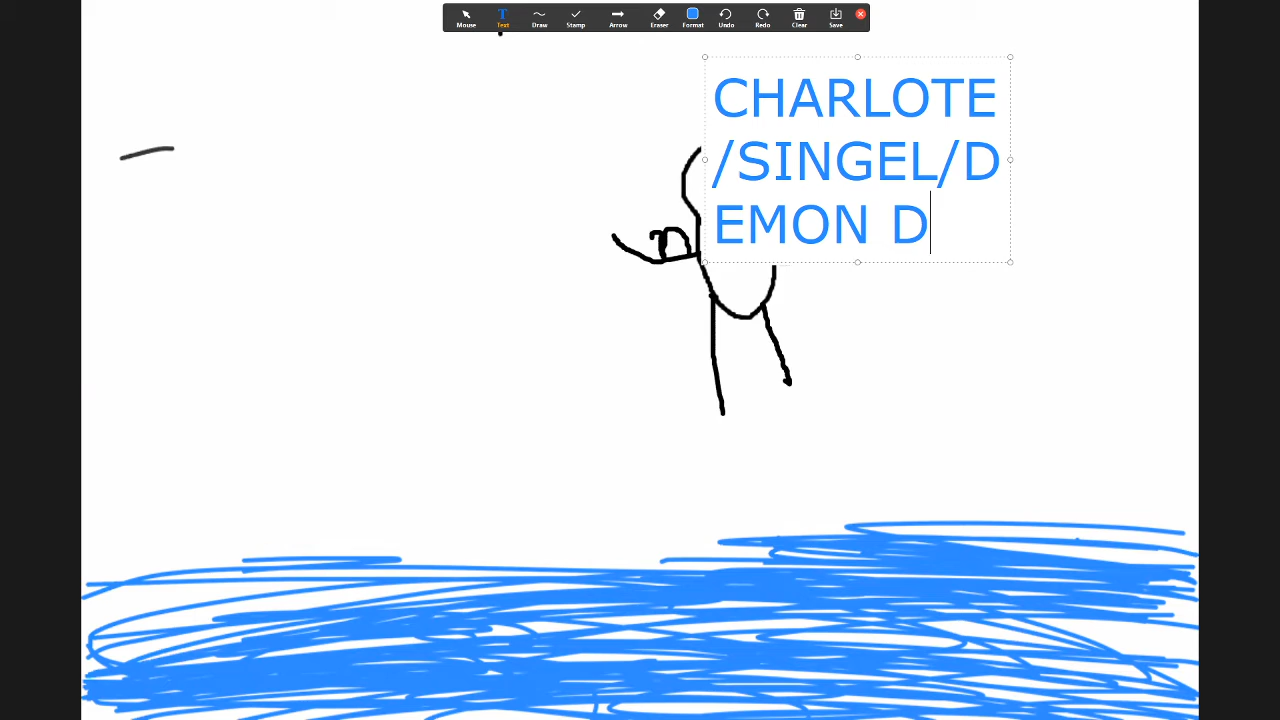 Mouse Text Draw Stamp Arrow Eraser Format Undo Redo Clear Save
CHARLOTE
/SINGEL/D
EMON D